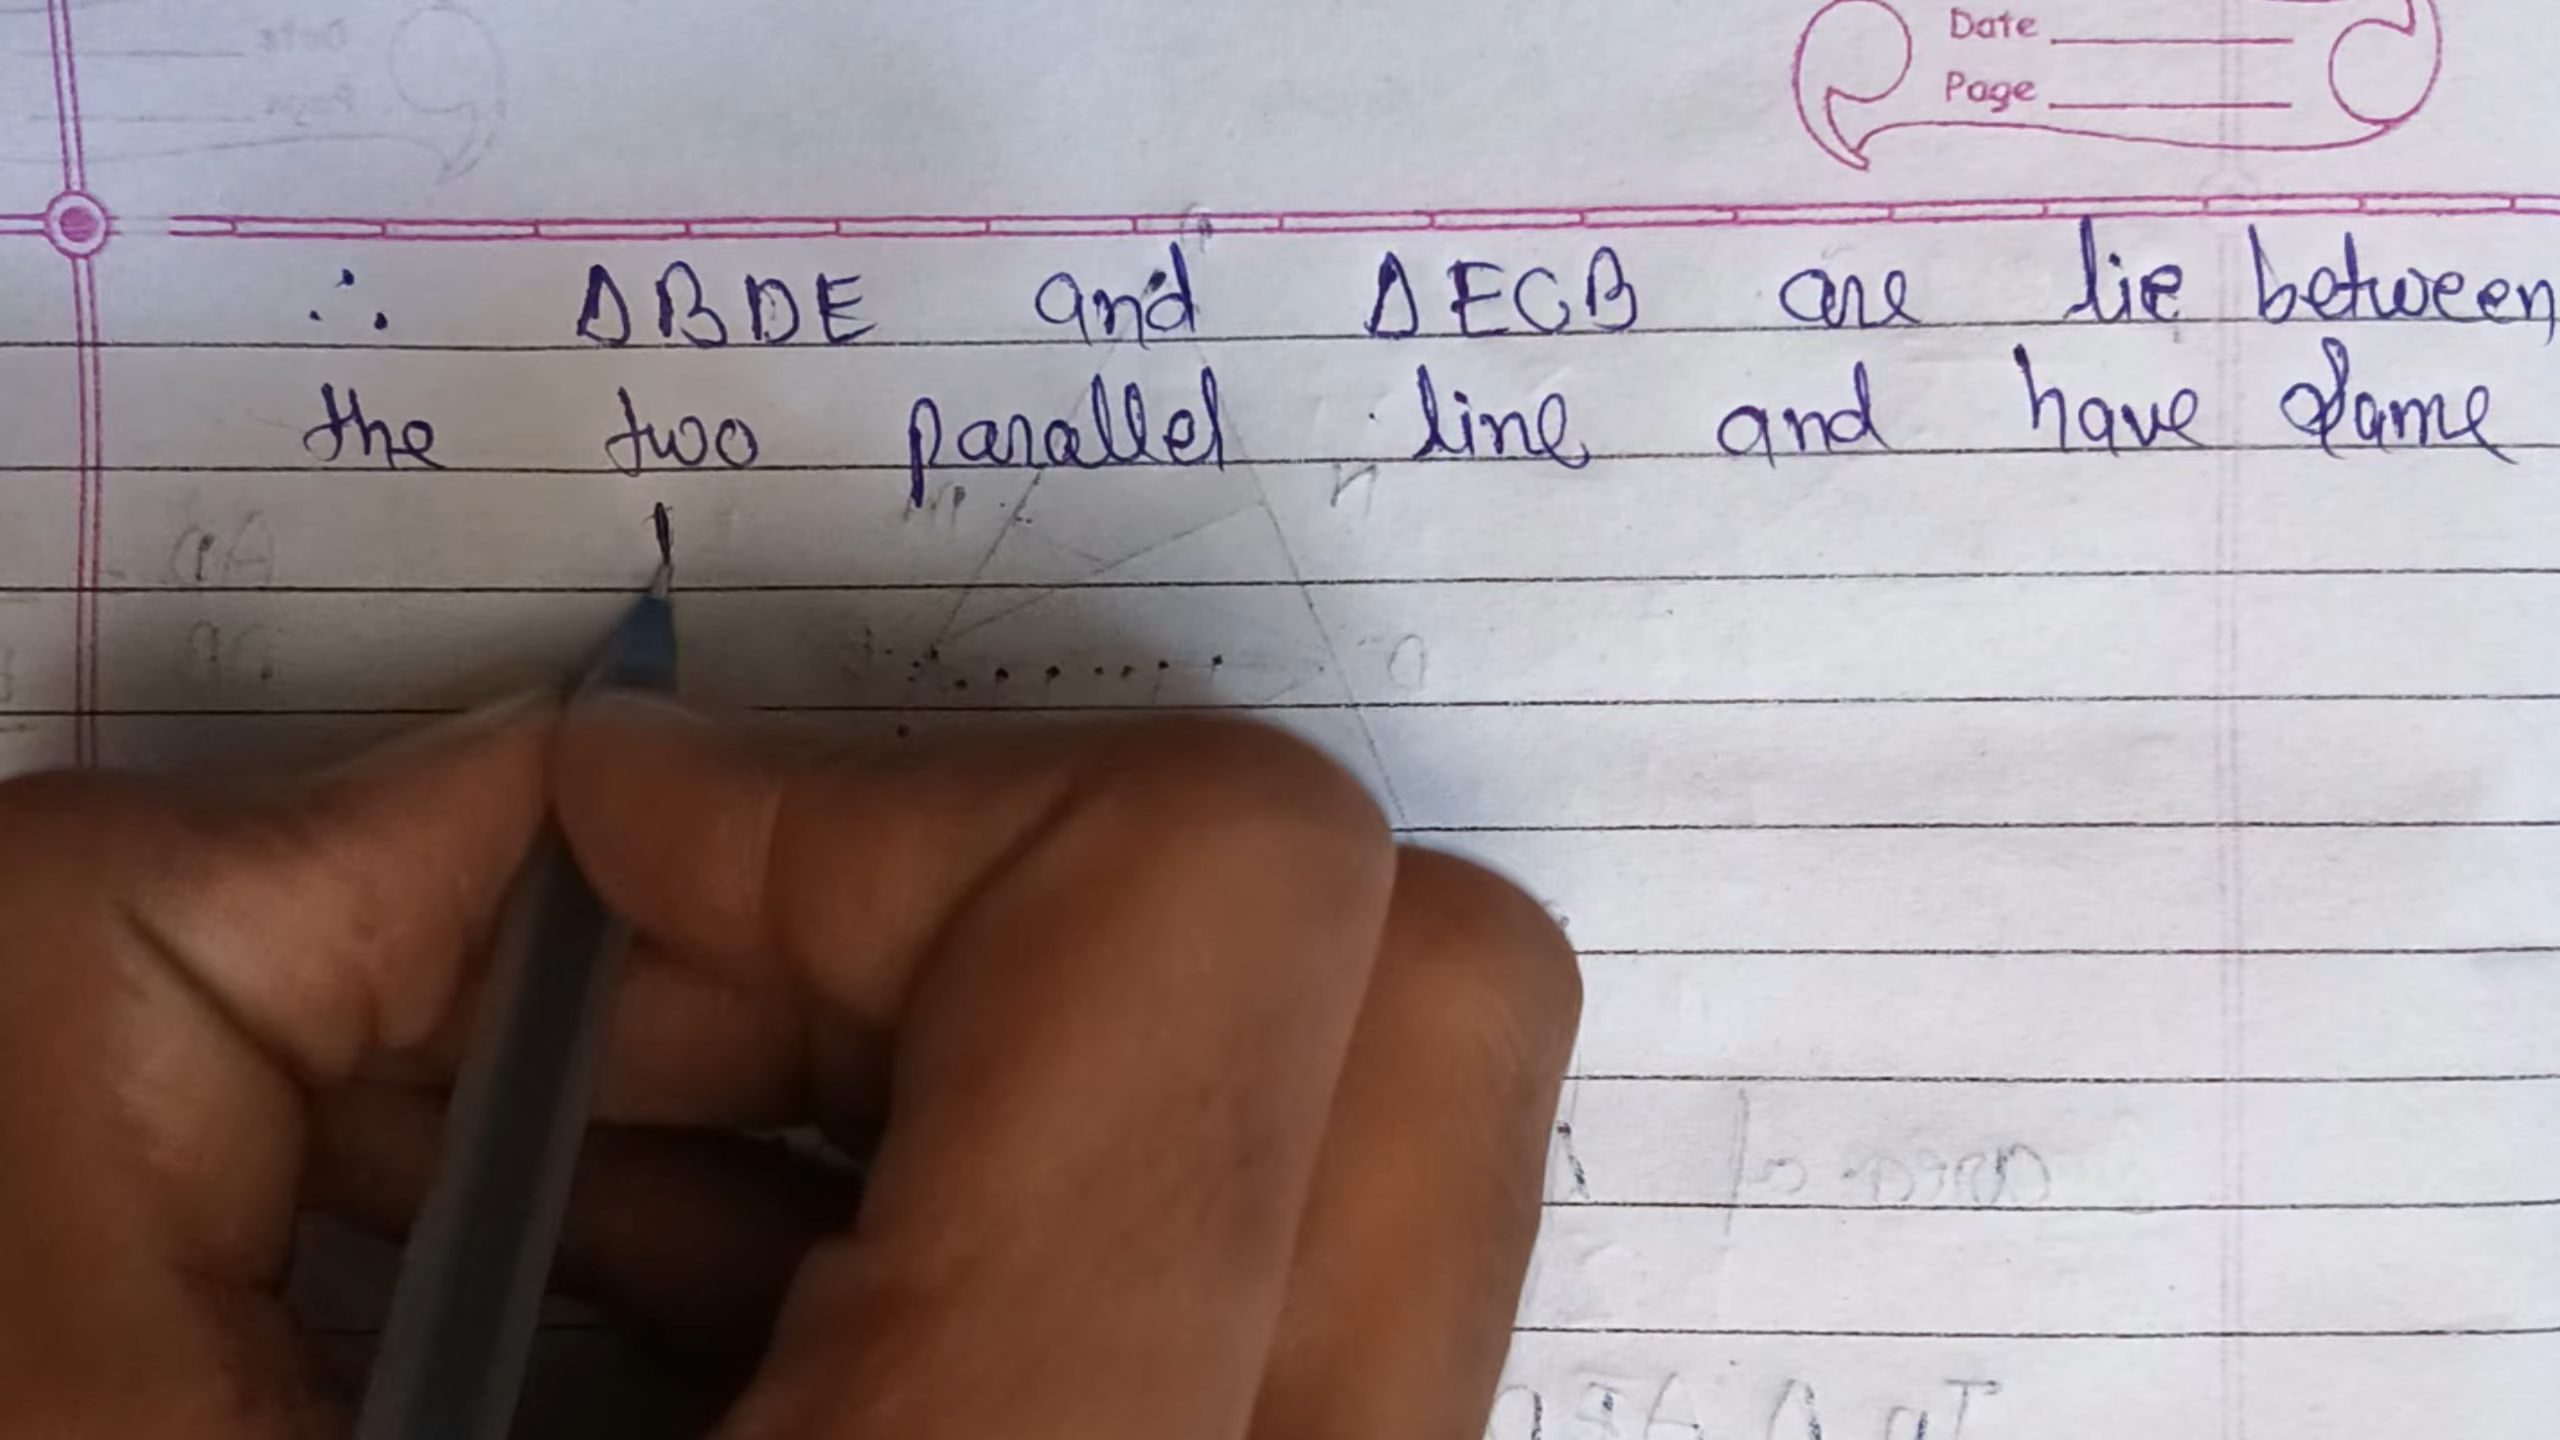 Date
Page
∴ ΔBDE and ΔECB are lie between
the two parallel line and have same